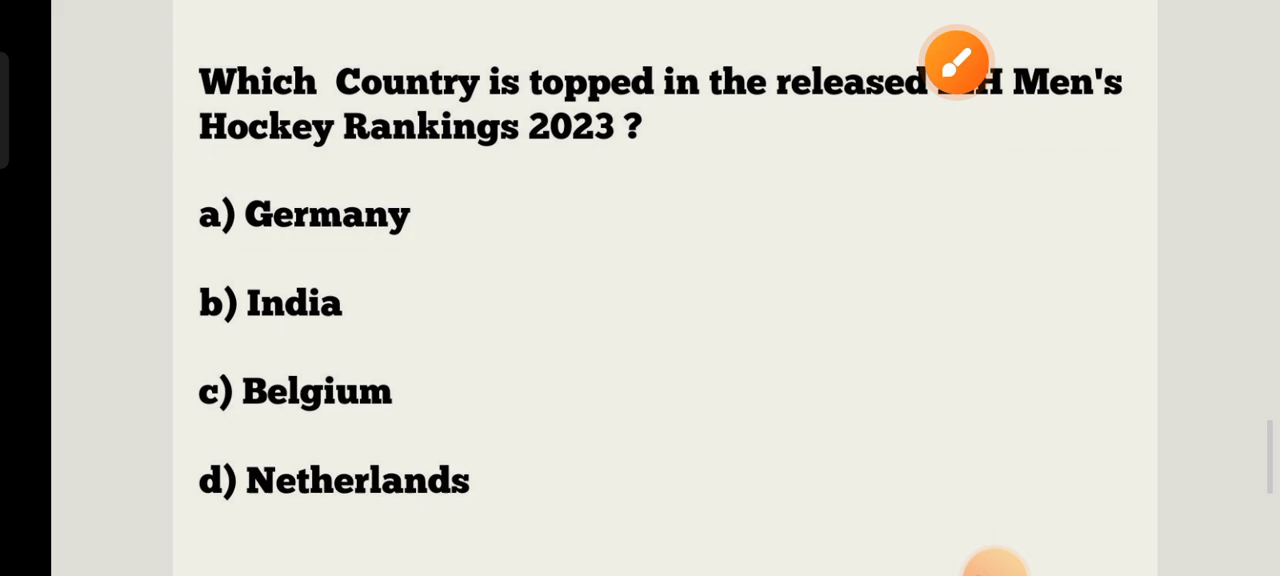 Which Country is topped in the released Men's
Hockey Rankings 2023 ?
a) Germany
b) India
c) Belgium
d) Netherlands